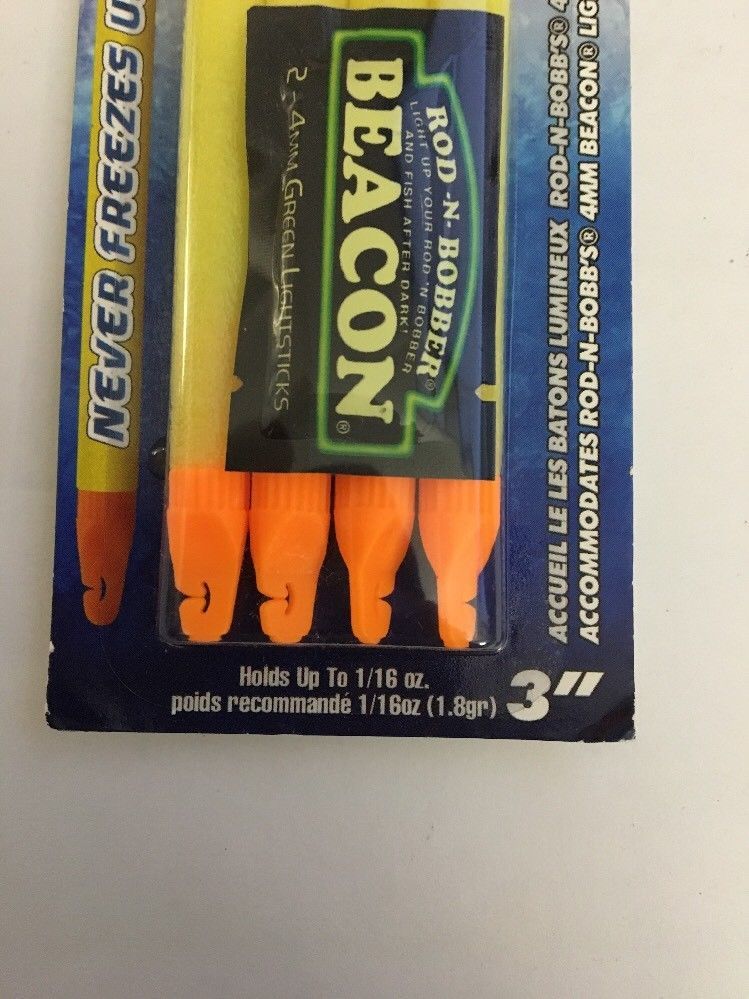 NEVER FREEZES
ROD -N- BOBBER®
LIGHT UP YOUR ROD 'N BOBBER
AND FISH AFTER DARK!
BEACON®
2 - 4MM GREEN LIGHTSTICKS
ACCUEIL LE LES BATONS LUMINEUX ROD-N-BOBB'S® 4
ACCOMMODATES ROD-N-BOBB'S® 4MM BEACON® LIG
Holds Up To 1/16 oz.
poids recommandé 1/16oz (1.8gr)
3"